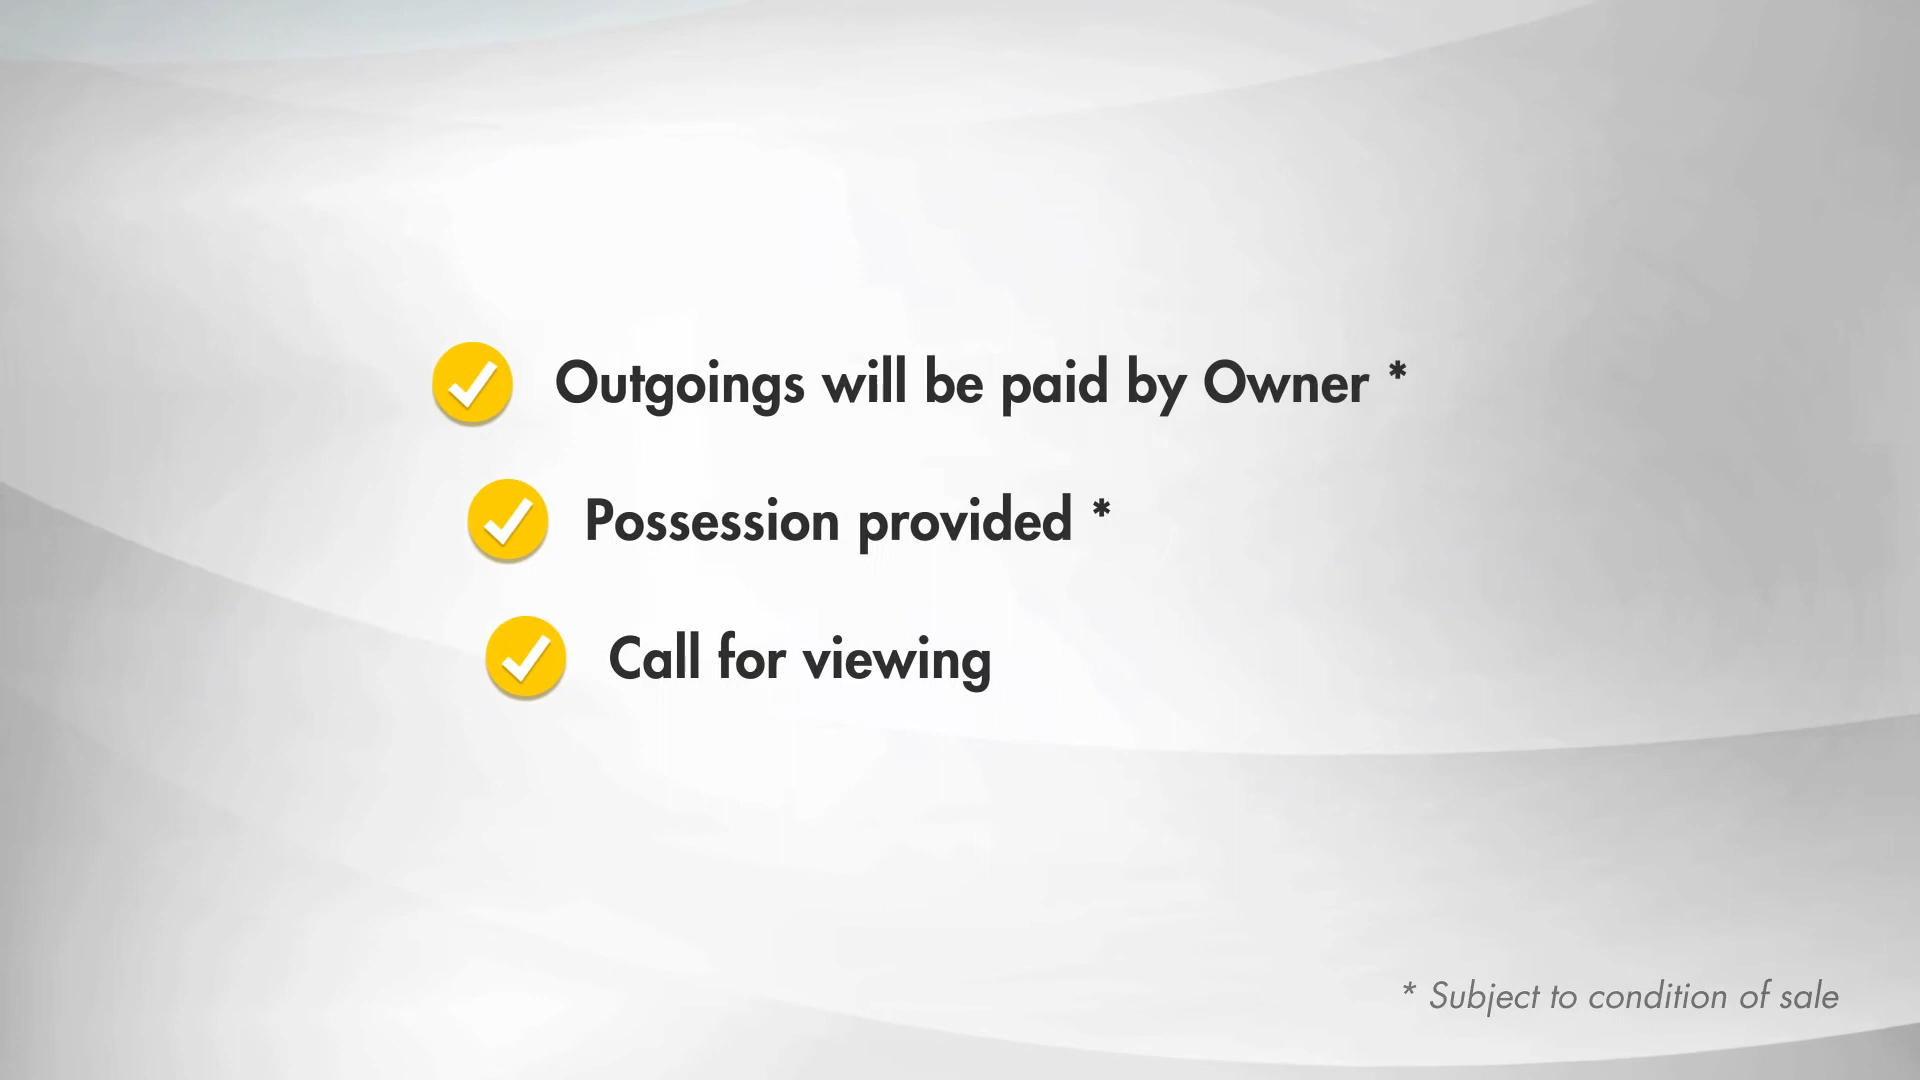 Outgoings will be paid by Owner *
Possession provided *
Call for viewing
* Subject to condition of sale